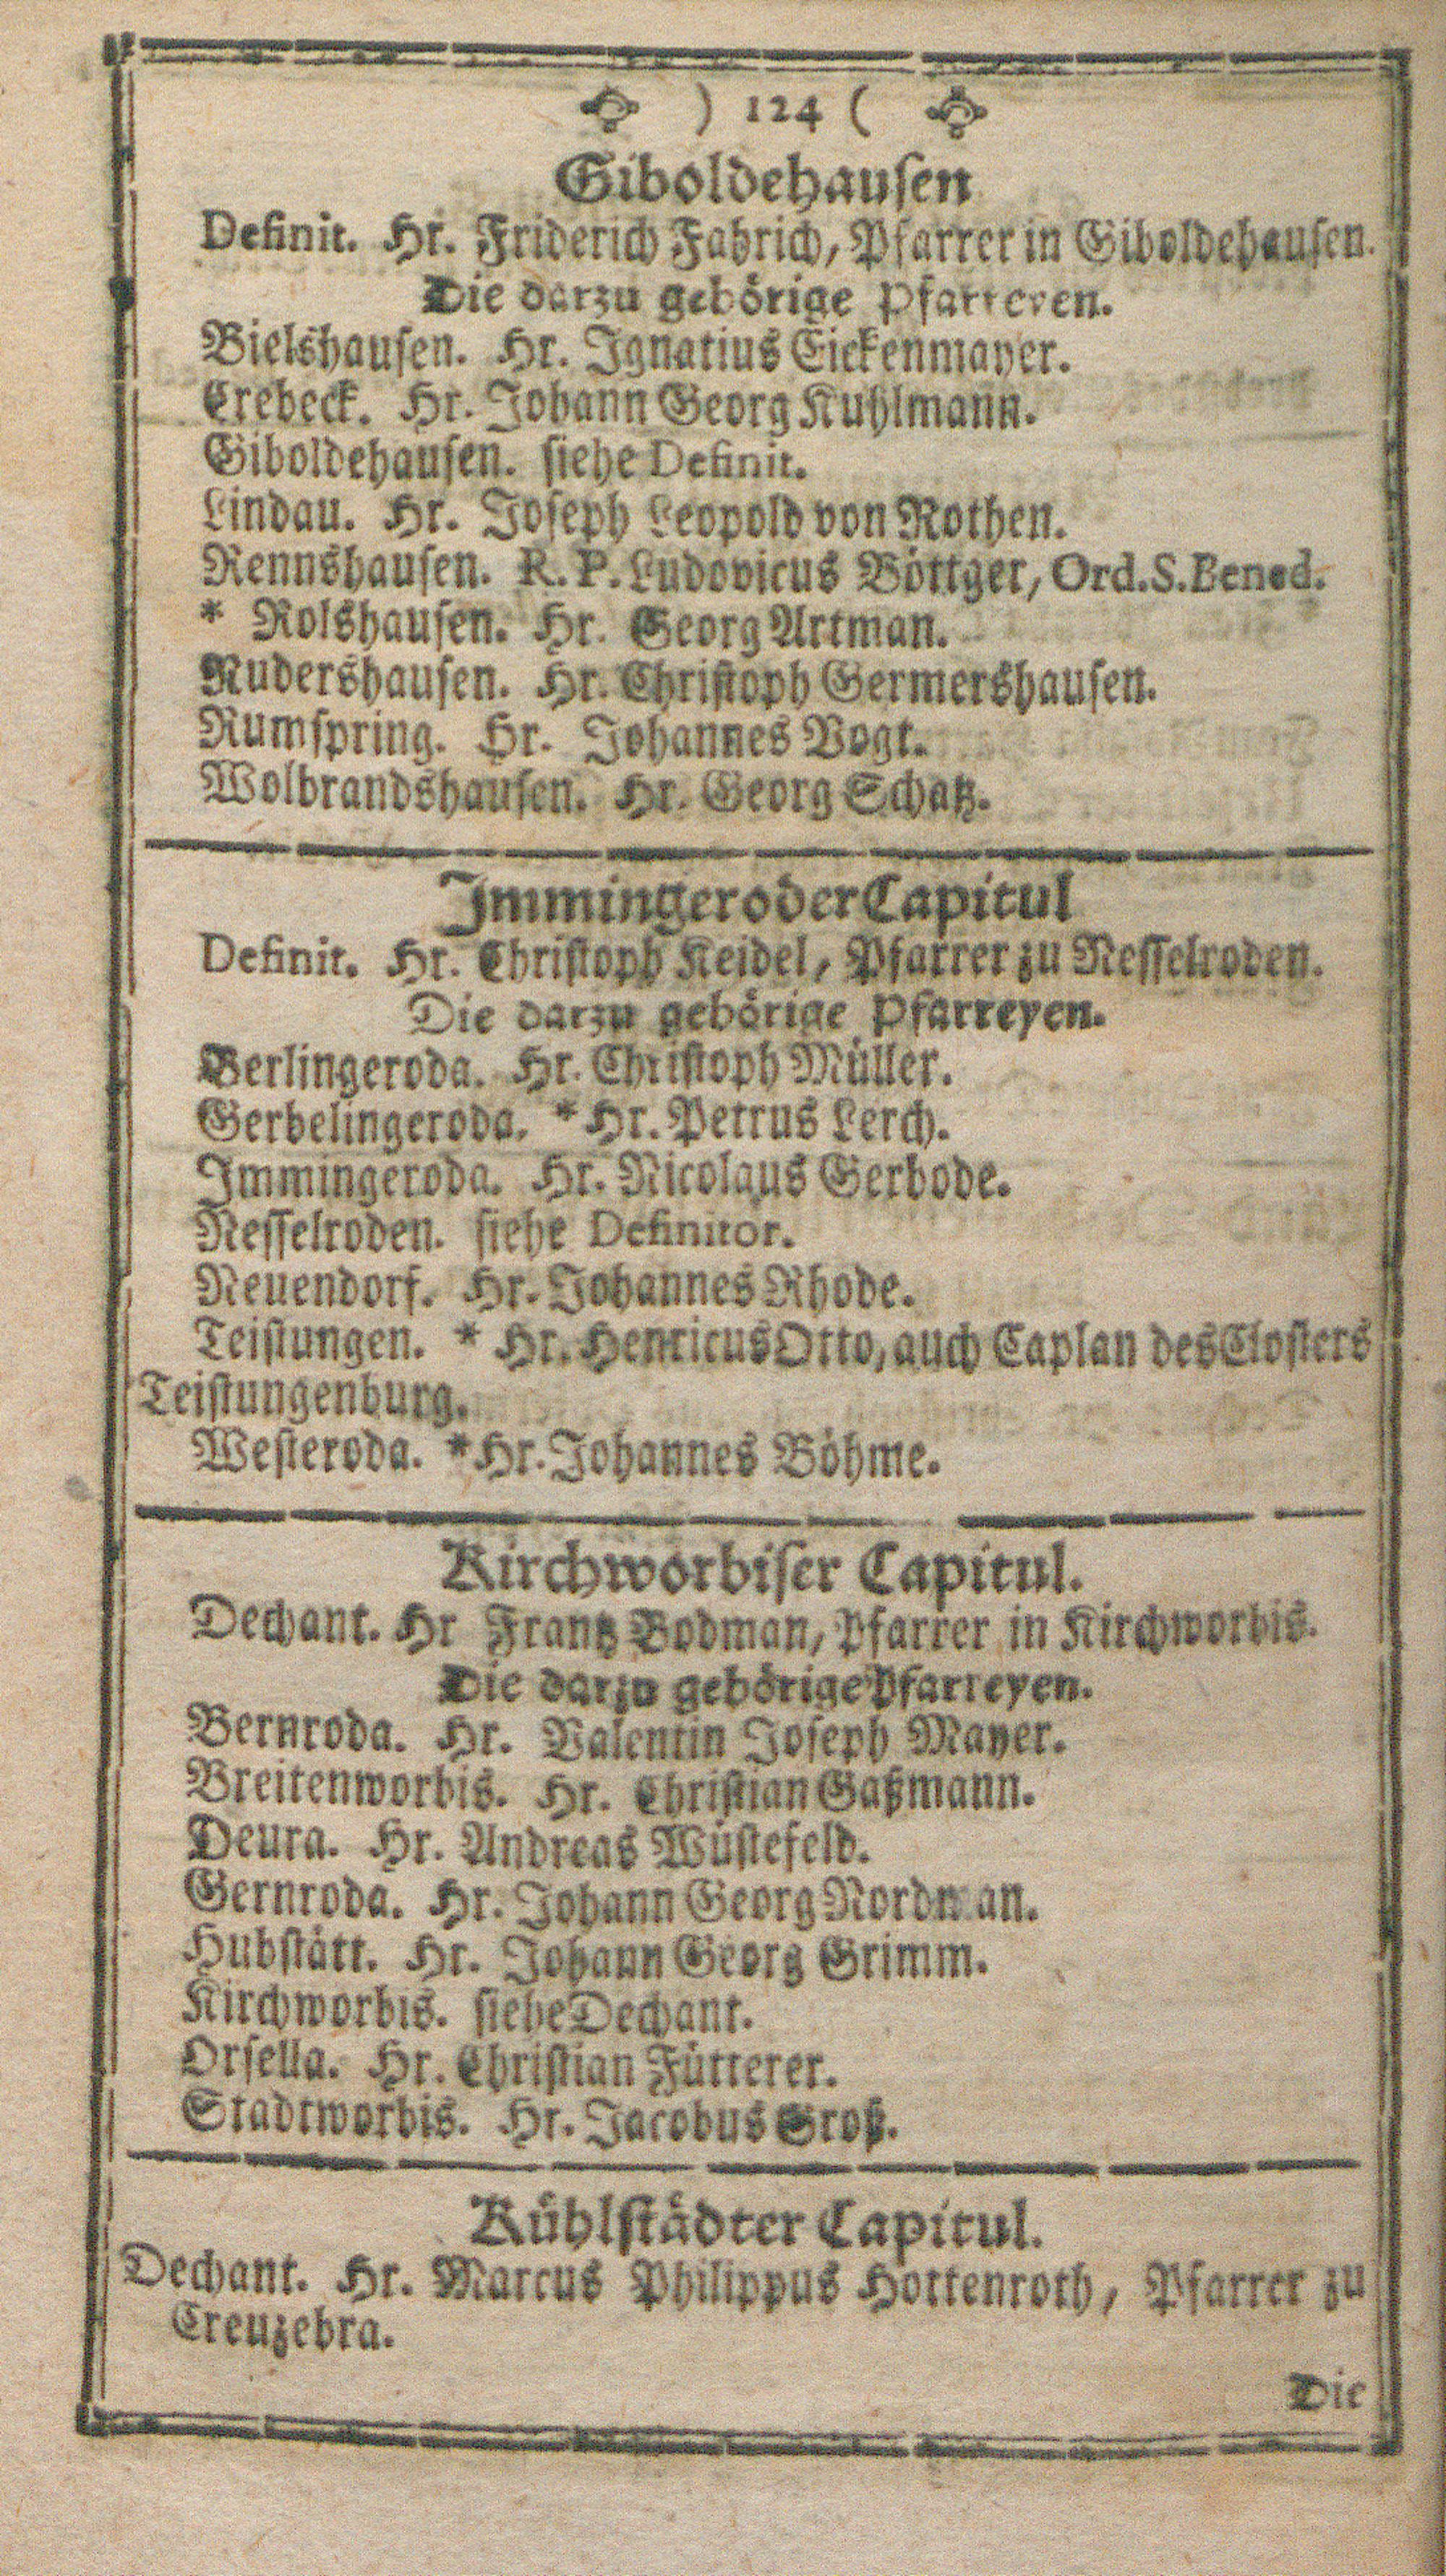 ) 124 (
Giboldehausen
Definit. Hr. Friderich Fabrich, Pfarrer in Giboldehausen.
Die darzu gehörige Pfarreyen.
Bielshausen. Hr. Ignatius Eickenmayer.
Crebeck. Hr. Johann Georg Kuhlmann.
Giboldehausen. siehe Definit.
Lindau. Hr. Joseph Leopold von Rothen.
Rennshausen. R. P. Ludovicus Böttger, Ord. S. Bened.
* Rolshausen. Hr. Georg Artman.
Rudershausen. Hr. Christoph Germershausen.
Rumspring. Hr. Johannes Vogt.
Wolbrandshausen. Hr. Georg Schatz.
Immingeroder Capitul
Definit. Hr. Christoph Keidel, Pfarrer zu Nesselroden.
Die darzu gehörige Pfarreyen.
Berlingeroda. Hr. Christoph Müller.
Gerbelingeroda. * Hr. Petrus Lerch.
Immingeroda. Hr. Nicolaus Gerbode.
Nesselroden. siehe Definitor.
Neuendorf. Hr. Johannes Rhode.
Teistungen. * Hr. Henricus Otto, auch Caplan des Closters
Teistungenburg.
Westeroda. * Hr. Johannes Böhme.
Kirchworbiser Capitul.
Dechant. Hr Frantz Bodman, Pfarrer in Kirchworbis.
Die darzu gehörige Pfarreyen.
Bernroda. Hr. Valentin Joseph Mayer.
Breitenworbis. Hr. Christian Gaßmann.
Deura. Hr. Andreas Wüstefeld.
Gernroda. Hr. Johann Georg Nordman.
Hubstätt. Hr. Johann Georg Grimm.
Kirchworbis. siehe Dechant.
Orsella. Hr. Christian Fütterer.
Stadtworbis. Hr. Jacobus Groß.
Kühlstädter Capitul.
Dechant. Hr. Marcus Philippus Hottenroth, Pfarrer zu
Creuzebra.
Die